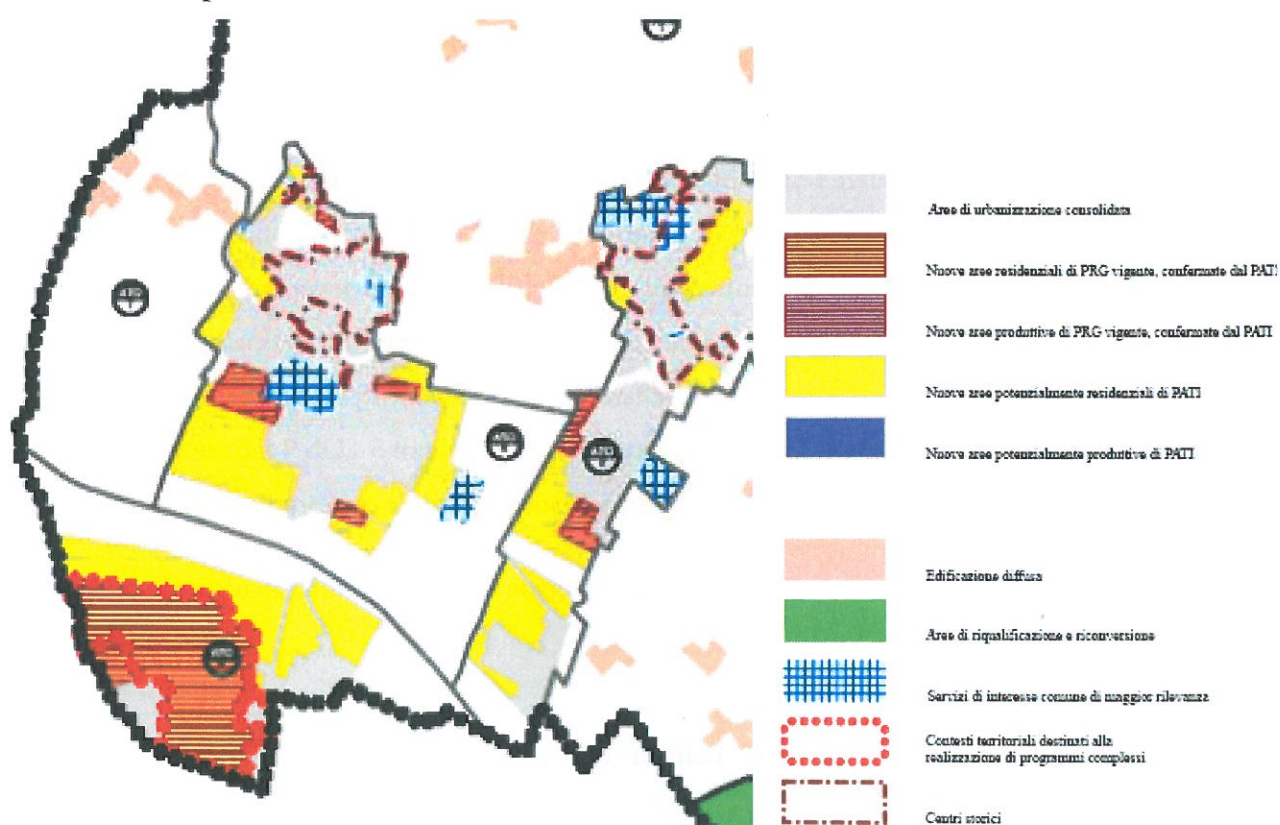 Aree di urbanizzazione consolidata
Nuove aree residenziali di PRG vigente, confermate dal PATI
Nuove aree produttive di PRG vigente, confermate dal PATI
Nuove aree potenzialmente residenziali di PATI
Nuove aree potenzialmente produttive di PATI
Edificazione diffusa
Aree di riqualificazione e riconversione
Servizi di interesse comune di maggior rilevanza
Contesti territoriali destinati alla
realizzazione di programmi complessi
Centri storici